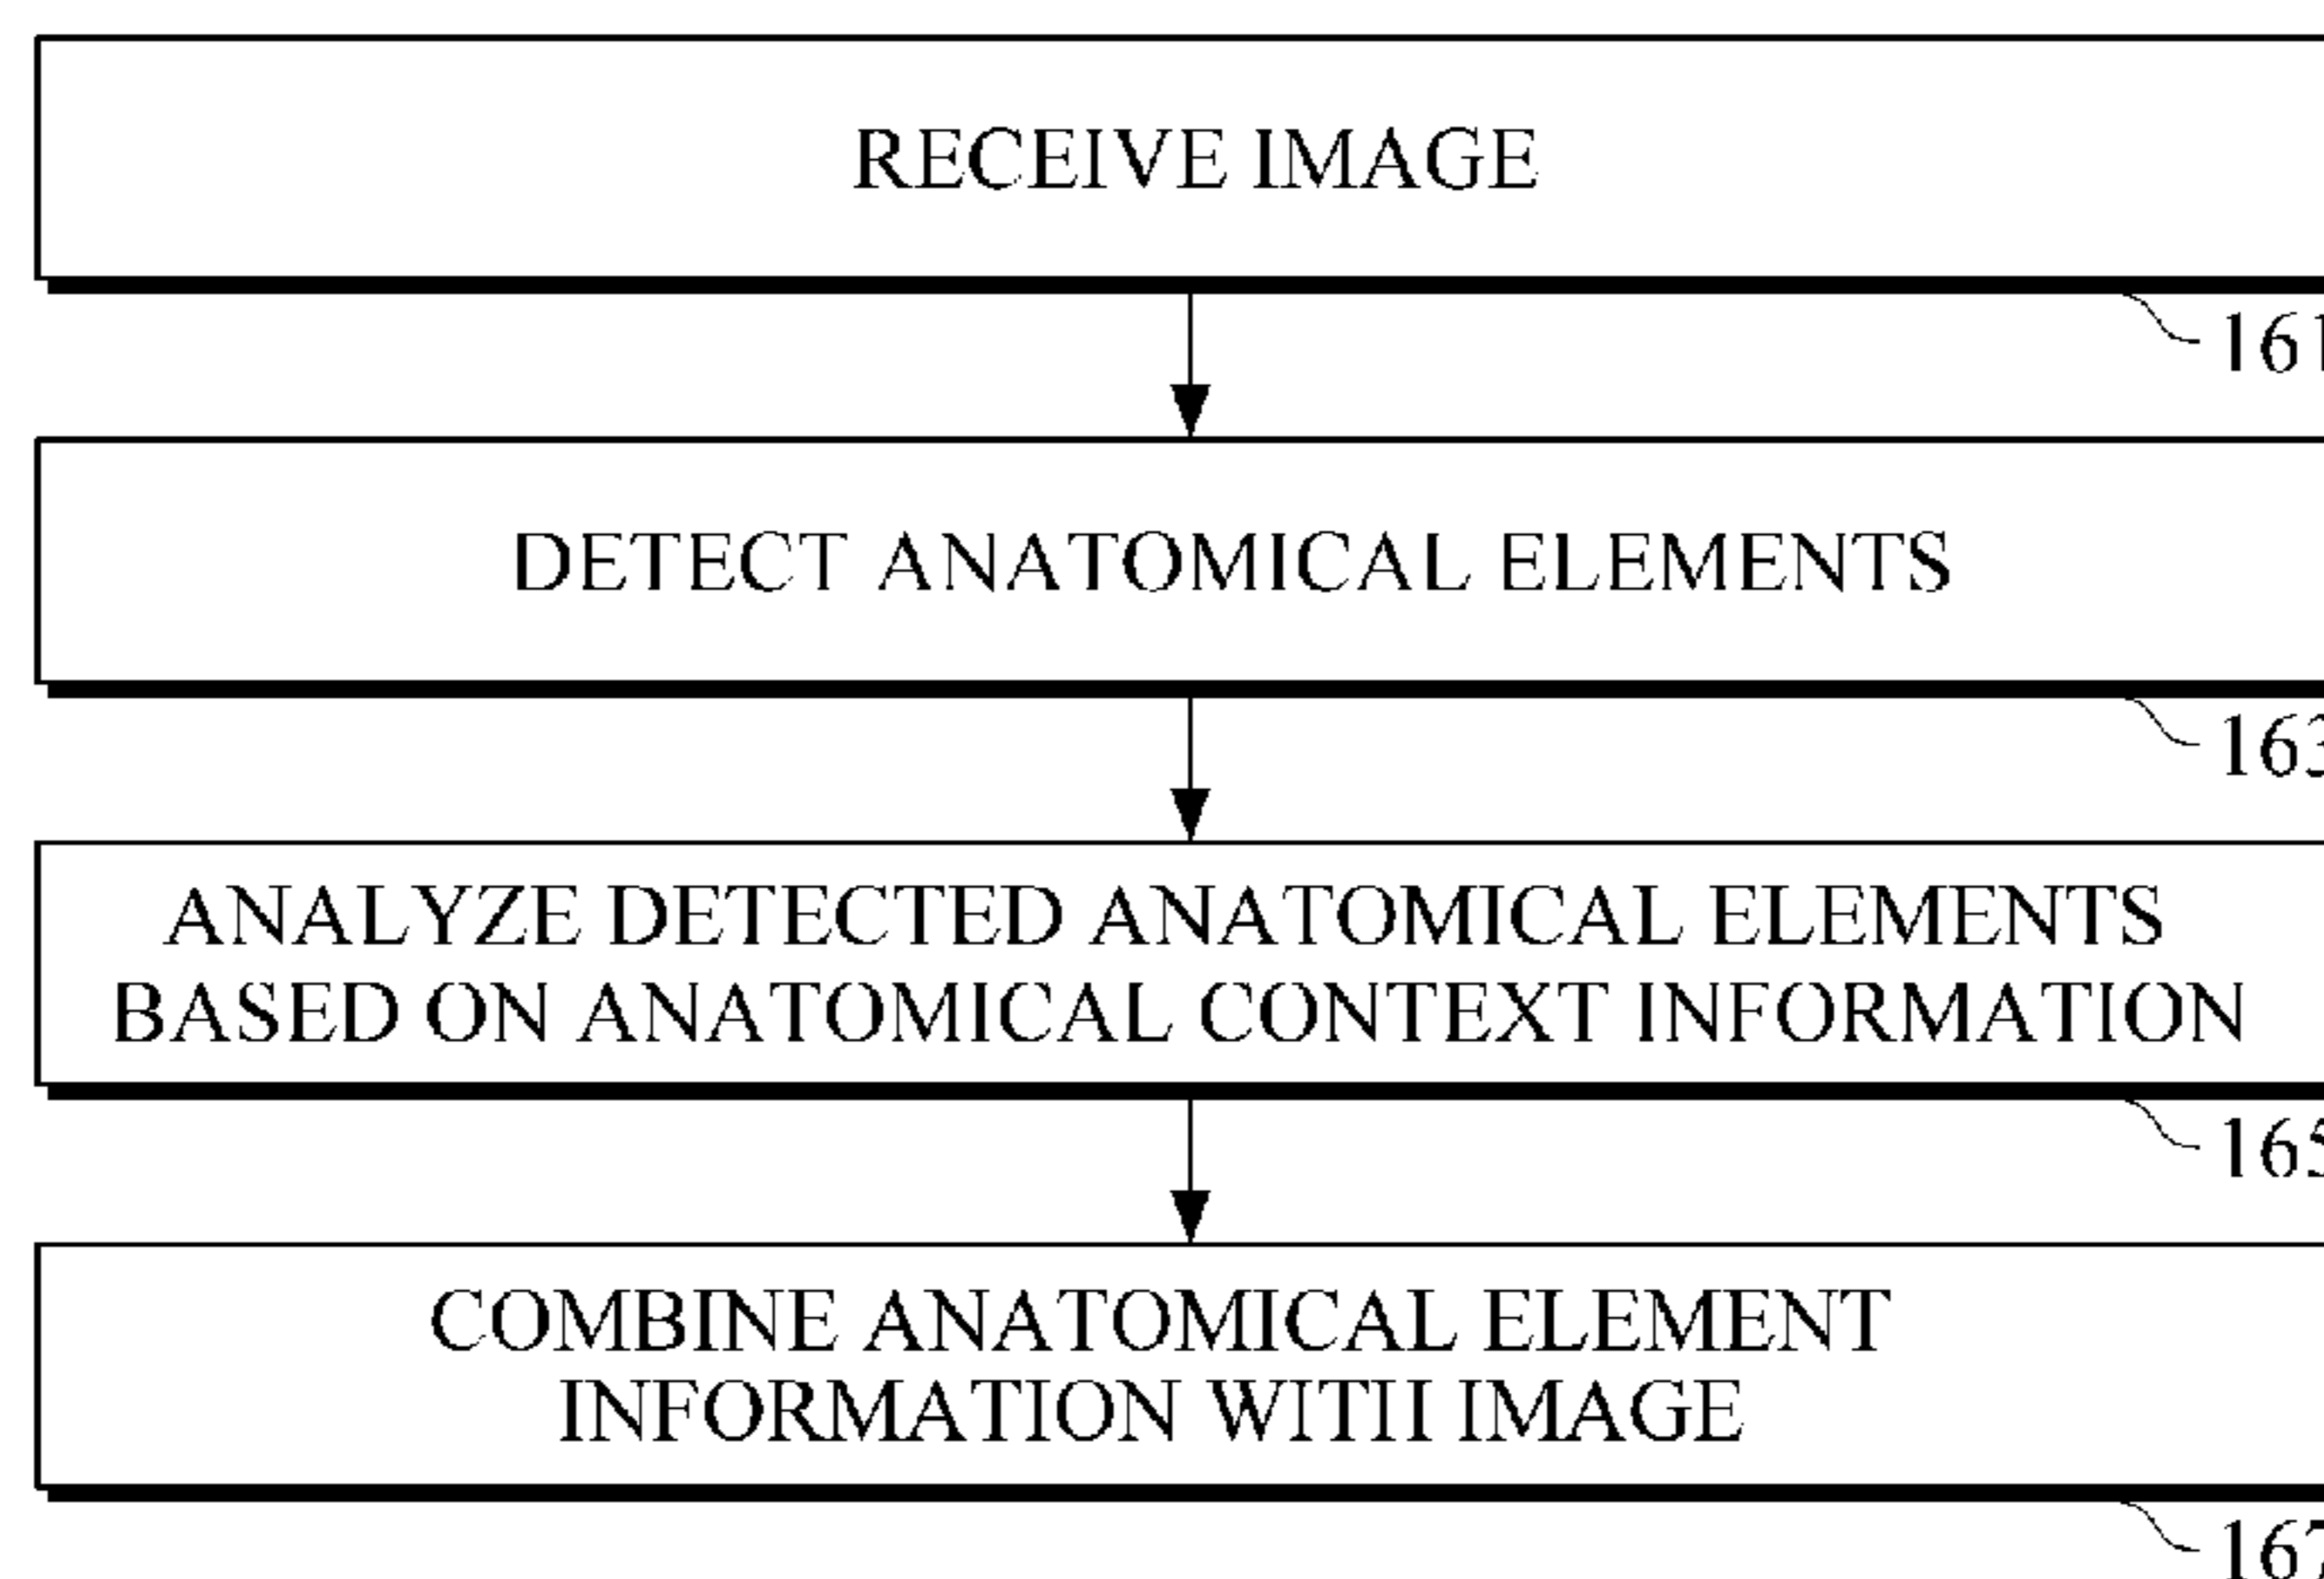 RECEIVE IMAGE
161
DETECT ANATOMICAL ELEMENTS
163
ANALYZE DETECTED ANATOMICAL ELEMENTS
BASED ON ANATOMICAL CONTEXT INFORMATION
165
COMBINE ANATOMICAL ELEMENT
INFORMATION WITH IMAGE
167